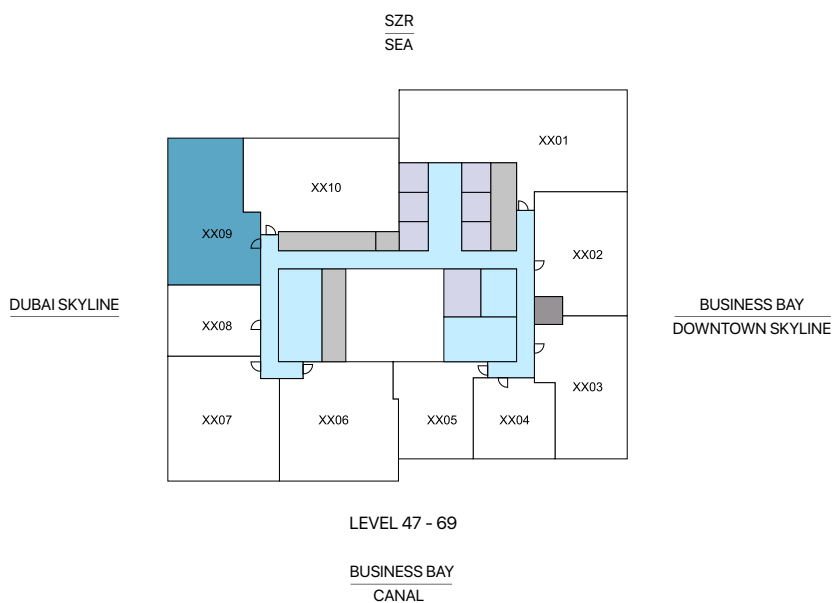 SZR
SEA
XX01
XX10
XX09
XX02
DUBAI SKYLINE
BUSINESS BAY
DOWNTOWN SKYLINE
XX08
XX03
XX07
XX06
XX05
XX04
LEVEL 47 - 69
BUSINESS BAY
CANAL